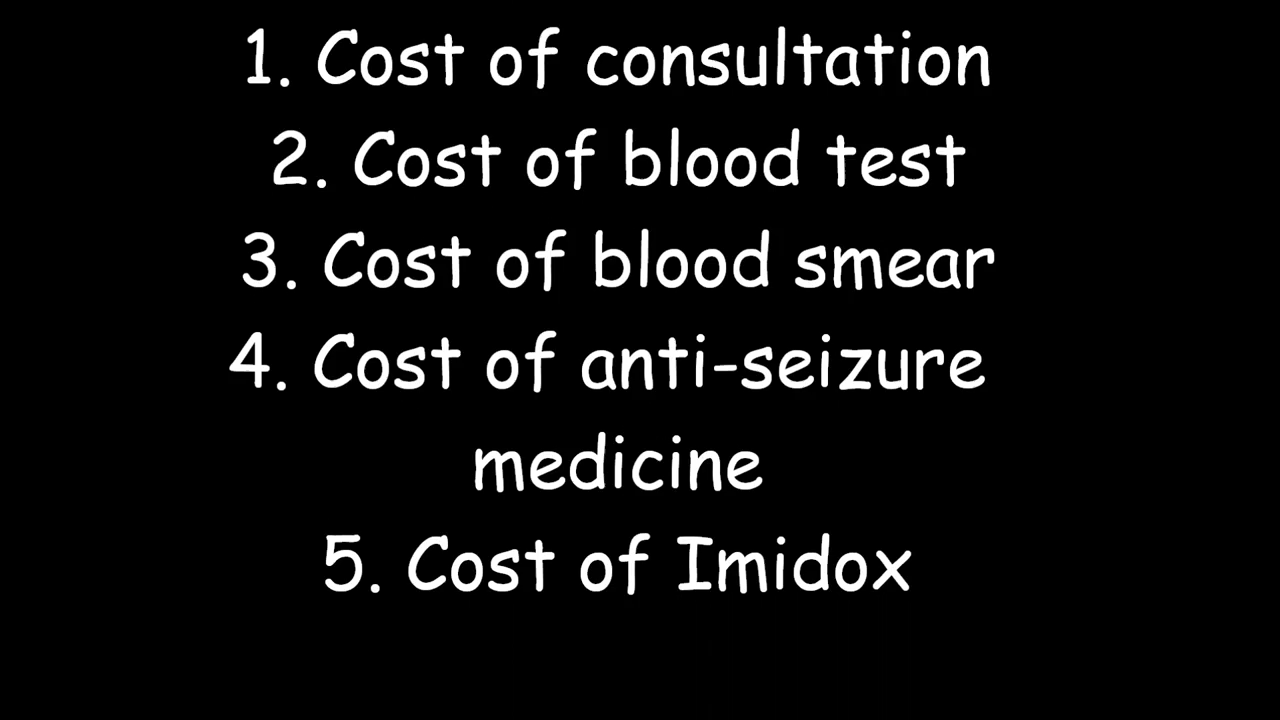 1. Cost of consultation
2. Cost of blood test
3. Cost of blood smear
4. Cost of anti-seizure
medicine
5. Cost of Imidox